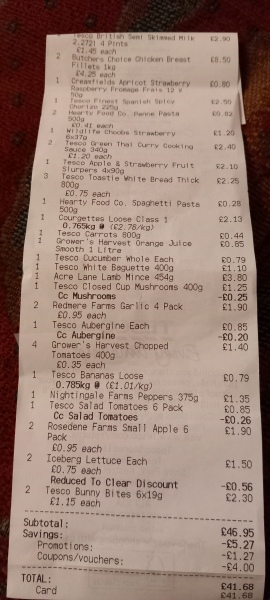 Tesco British Semi Skimmed Milk £2.90
2.272l 4 Pints
£1.45 each
2 Butchers Choice Chicken Breast £8.50
Fillets 1kg
£4.25 each
1 Creamfields Apricot Strawberry £0.80
Raspberry Fromage Frais 12 X
50g
1 Tesco Finest Spanish Spicy £2.50
Chorizo 225g
2 Hearty Food Co. Penne Pasta £0.82
500g
£0.41 each
1 Wildlife Choobs Strawberry £1.20
6x37g
2 Tesco Green Thai Curry Cooking £2.40
Sauce 340g
£1.20 each
1 Tesco Apple & Strawberry Fruit £2.10
Slurpers 4x90g
3 Tesco Toastie White Bread Thick £2.25
800g
£0.75 each
1 Hearty Food Co. Spaghetti Pasta £0.28
500g
1 Courgettes Loose Class 1 £2.13
0.765kg @ (£2.78/kg)
1 Tesco Carrots 800g £0.44
1 Grower's Harvest Orange Juice £0.85
Smooth 1 Litre
1 Tesco Cucumber Whole Each £0.79
1 Tesco White Baguette 400g £1.10
1 Acre Lane Lamb Mince 454g £3.80
1 Tesco Closed Cup Mushrooms 400g £1.25
Cc Mushrooms -£0.25
2 Redmere Farms Garlic 4 Pack £1.90
£0.95 each
1 Tesco Aubergine Each £0.85
Cc Aubergine -£0.20
4 Grower's Harvest Chopped £1.40
Tomatoes 400g
£0.35 each
1 Tesco Bananas Loose £0.79
0.785kg @ (£1.01/kg)
1 Nightingale Farms Peppers 375g £1.35
1 Tesco Salad Tomatoes 6 Pack £0.85
Cc Salad Tomatoes -£0.26
2 Rosedene Farms Small Apple 6 £1.90
Pack
£0.95 each
2 Iceberg Lettuce Each £1.50
£0.75 each
Reduced To Clear Discount -£0.56
2 Tesco Bunny Bites 6x19g £2.30
£1.15 each
Subtotal: £46.95
Savings: -£5.27
Promotions: -£1.27
Coupons/vouchers: -£4.00
TOTAL: £41.68
Card £41.68